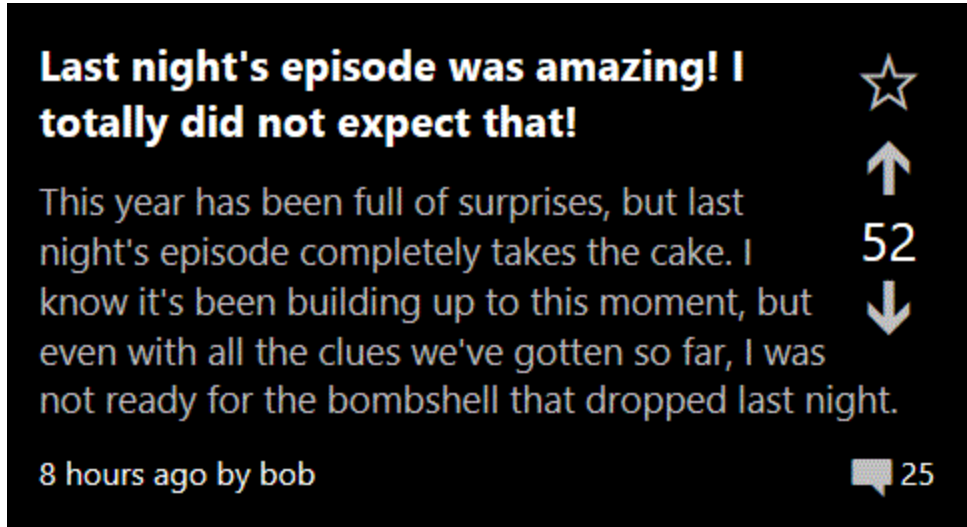 Last night's episode was amazing! I
totally did not expect that!
This year has been full of surprises, but last
night's episode completely takes the cake. I
know it's been building up to this moment, but
even with all the clues we've gotten so far, I was
not ready for the bombshell that dropped last night.
52
8 hours ago by bob
25